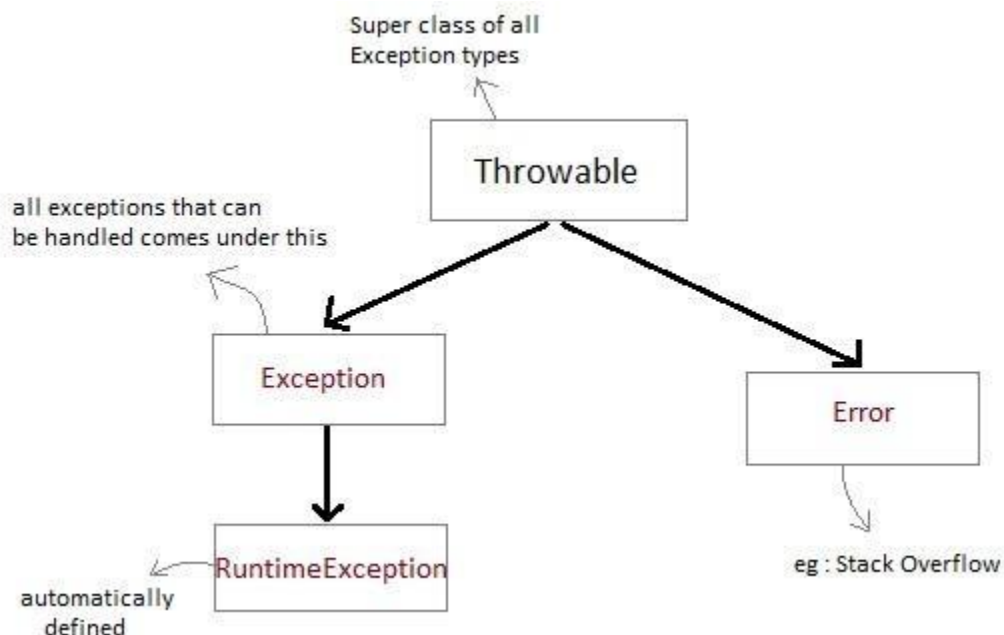 Super class of all
Exception types
Throwable
all exceptions that can
be handled comes under this
Exception
Error
RuntimeException
eg : Stack Overflow
automatically
defined